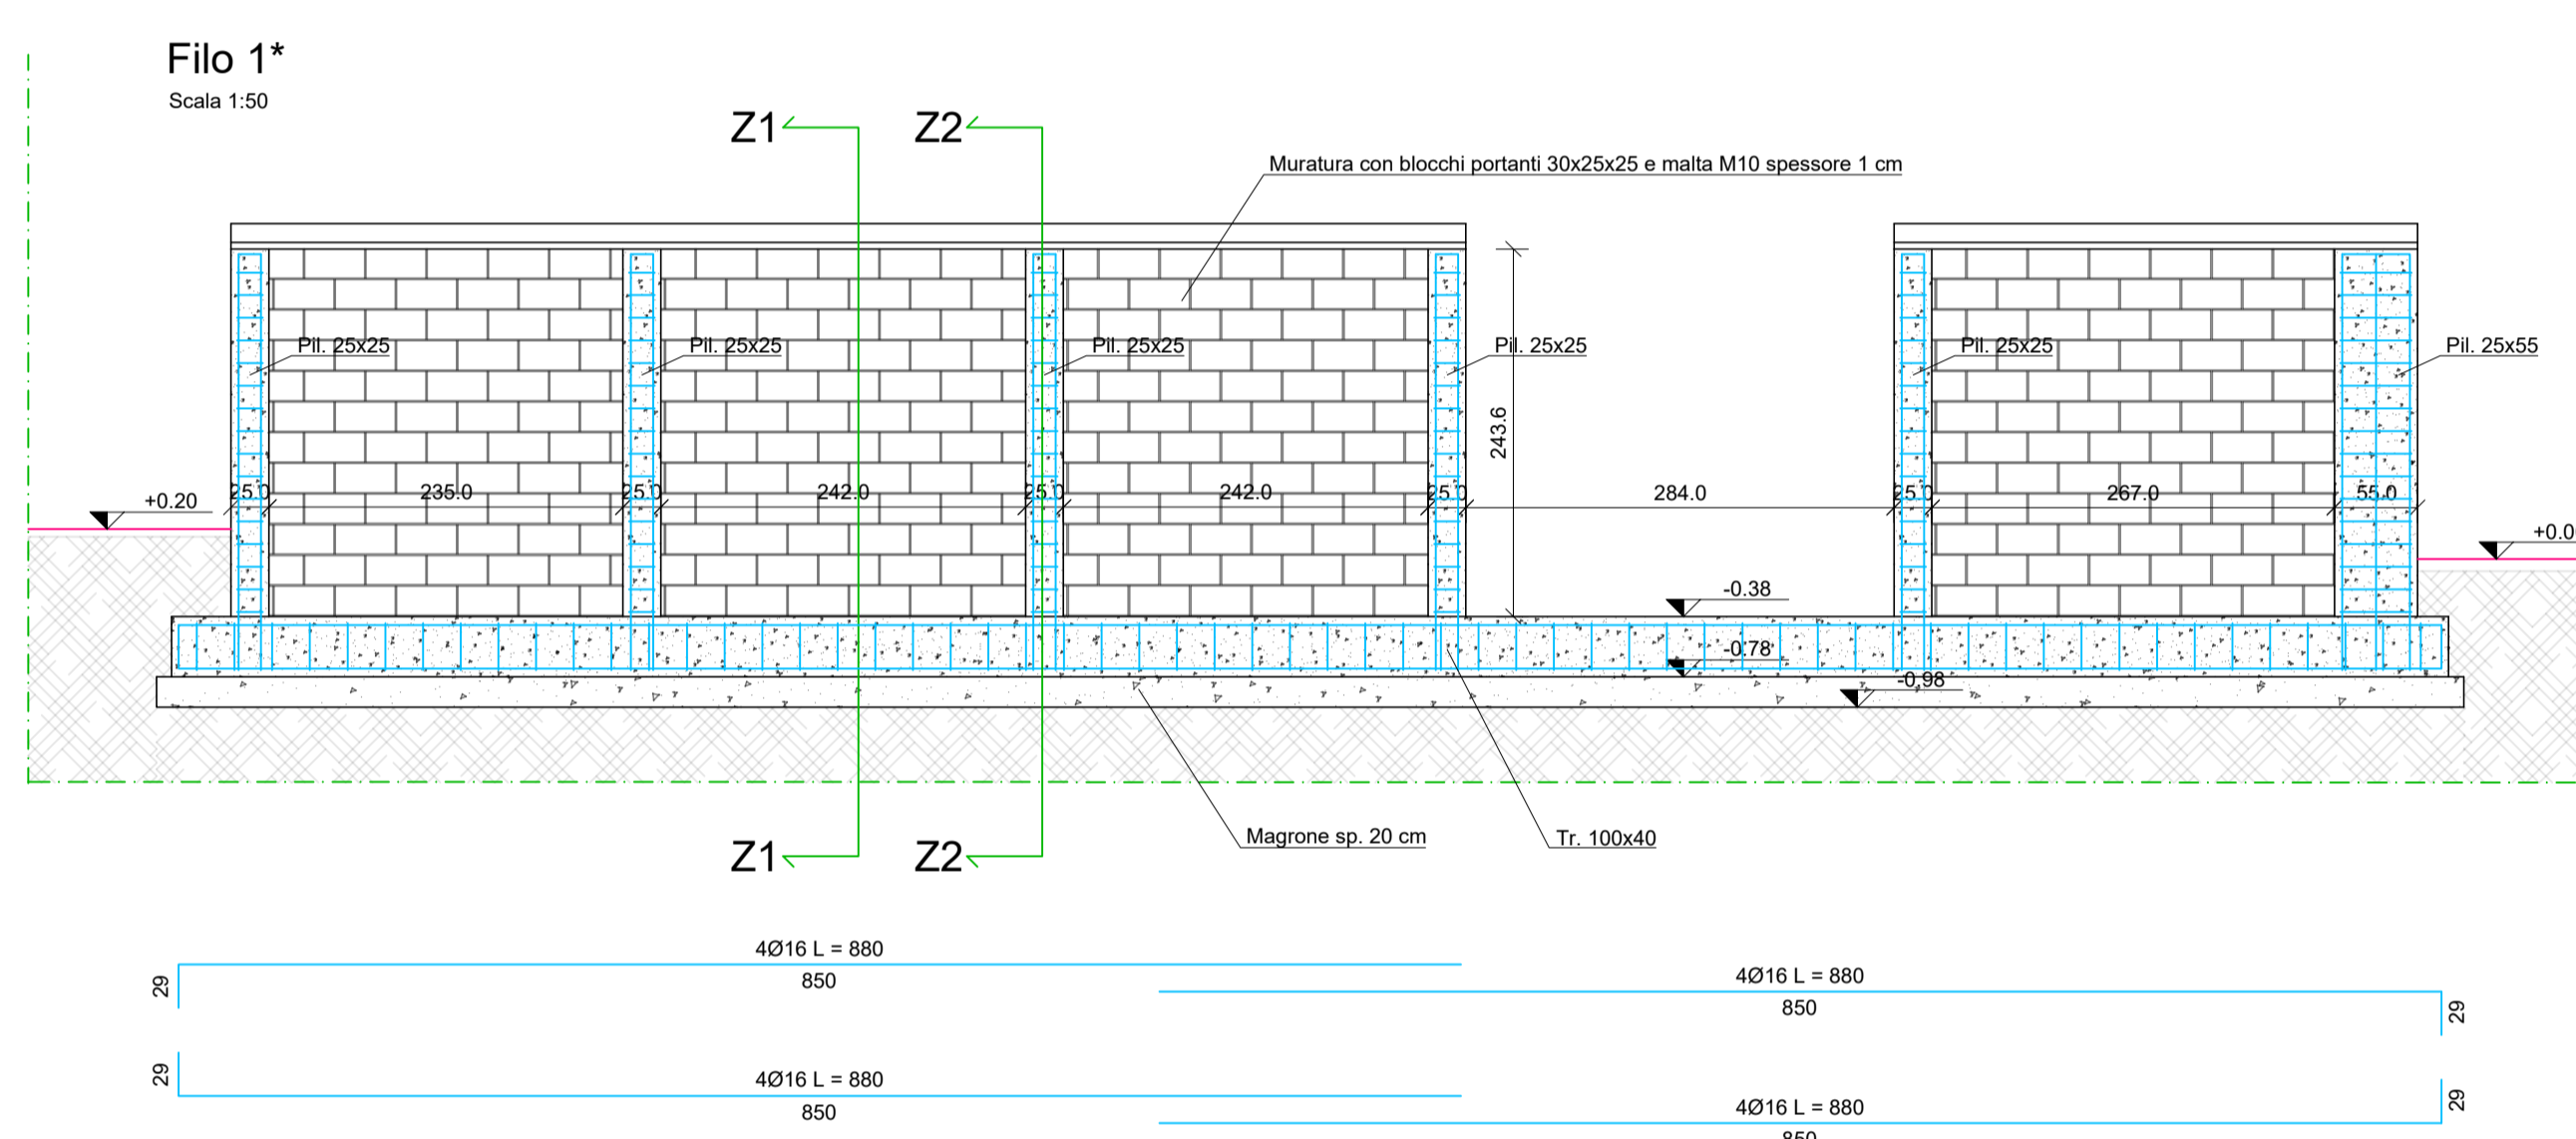 Filo 1*
Scala 1:50
Z1
Z2
Muratura con blocchi portanti 30x25x25 e malta M10 spessore 1 cm
Pil. 25x25
Pil. 25x25
Pil. 25x25
Pil. 25x25
Pil. 25x25
Pil. 25x55
243.6
+0.20
25.0
235.0
25.0
242.0
25.0
242.0
25.0
284.0
25.0
267.0
55.0
+0.0
-0.38
-0.78
-0.98
Magrone sp. 20 cm
Tr. 100x40
Z1
Z2
4Ø16 L = 880
29
850
4Ø16 L = 880
850
29
4Ø16 L = 880
29
850
4Ø16 L = 880
29
850